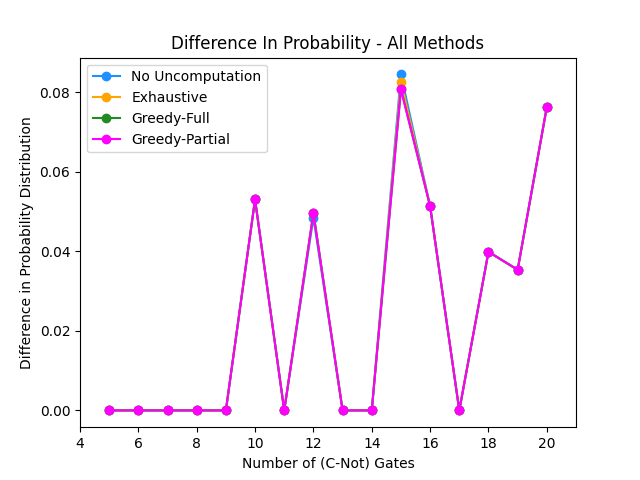 Difference In Probability - All Methods
No Uncomputation
Exhaustive
Greedy-Full
Greedy-Partial
Difference in Probability Distribution
0.08
0.06
0.04
0.02
0.00
4 6 8 10 12 14 16 18 20
Number of (C-Not) Gates